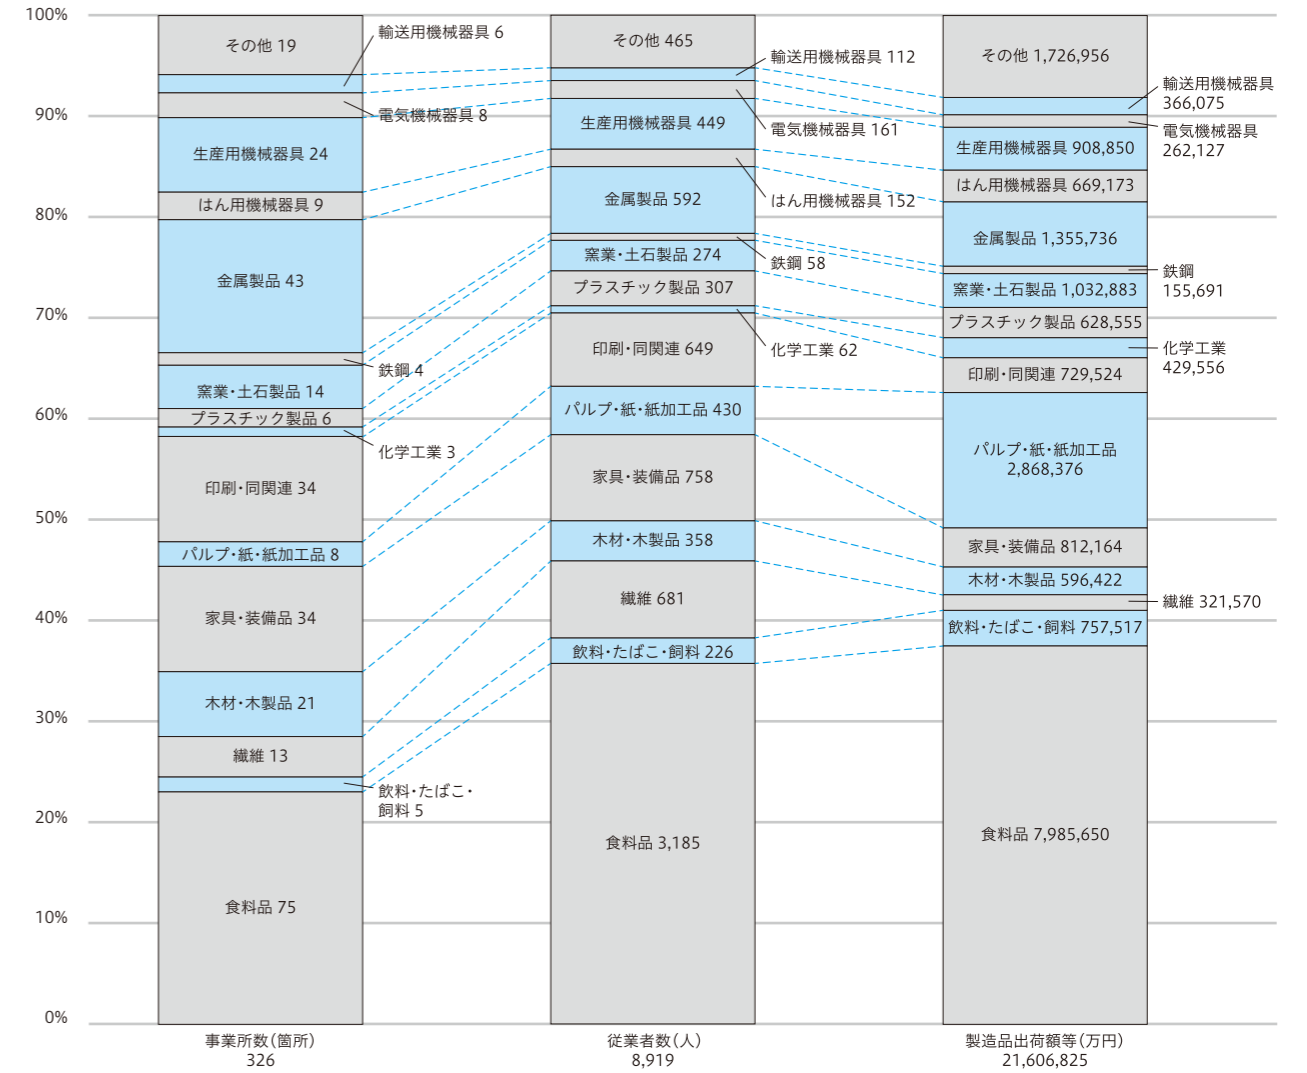 100%
90%
80%
70%
60%
50%
40%
30%
20%
10%
0%
その他 19
輸送用機械器具 6
電気機械器具 8
生産用機械器具 24
はん用機械器具 9
金属製品 43
鉄鋼 4
窯業・土石製品 14
プラスチック製品 6
化学工業 3
印刷・同関連 34
パルプ・紙・紙加工品 8
家具・装備品 34
木材・木製品 21
繊維 13
飲料・たばこ・
飼料 5
食料品 75
事業所数(箇所)
326
その他 465
輸送用機械器具 112
電気機械器具 161
生産用機械器具 449
はん用機械器具 152
金属製品 592
鉄鋼 58
窯業・土石製品 274
プラスチック製品 307
化学工業 62
印刷・同関連 649
パルプ・紙・紙加工品 430
家具・装備品 758
木材・木製品 358
繊維 681
飲料・たばこ・飼料 226
食料品 3,185
従業者数(人)
8,919
その他 1,726,956
輸送用機械器具
366,075
電気機械器具
262,127
生産用機械器具 908,850
はん用機械器具 669,173
金属製品 1,355,736
鉄鋼
155,691
窯業・土石製品 1,032,883
プラスチック製品 628,555
化学工業
429,556
印刷・同関連 729,524
パルプ・紙・紙加工品
2,868,376
家具・装備品 812,164
木材・木製品 596,422
繊維 321,570
飲料・たばこ・飼料 757,517
食料品 7,985,650
製造品出荷額等(万円)
21,606,825